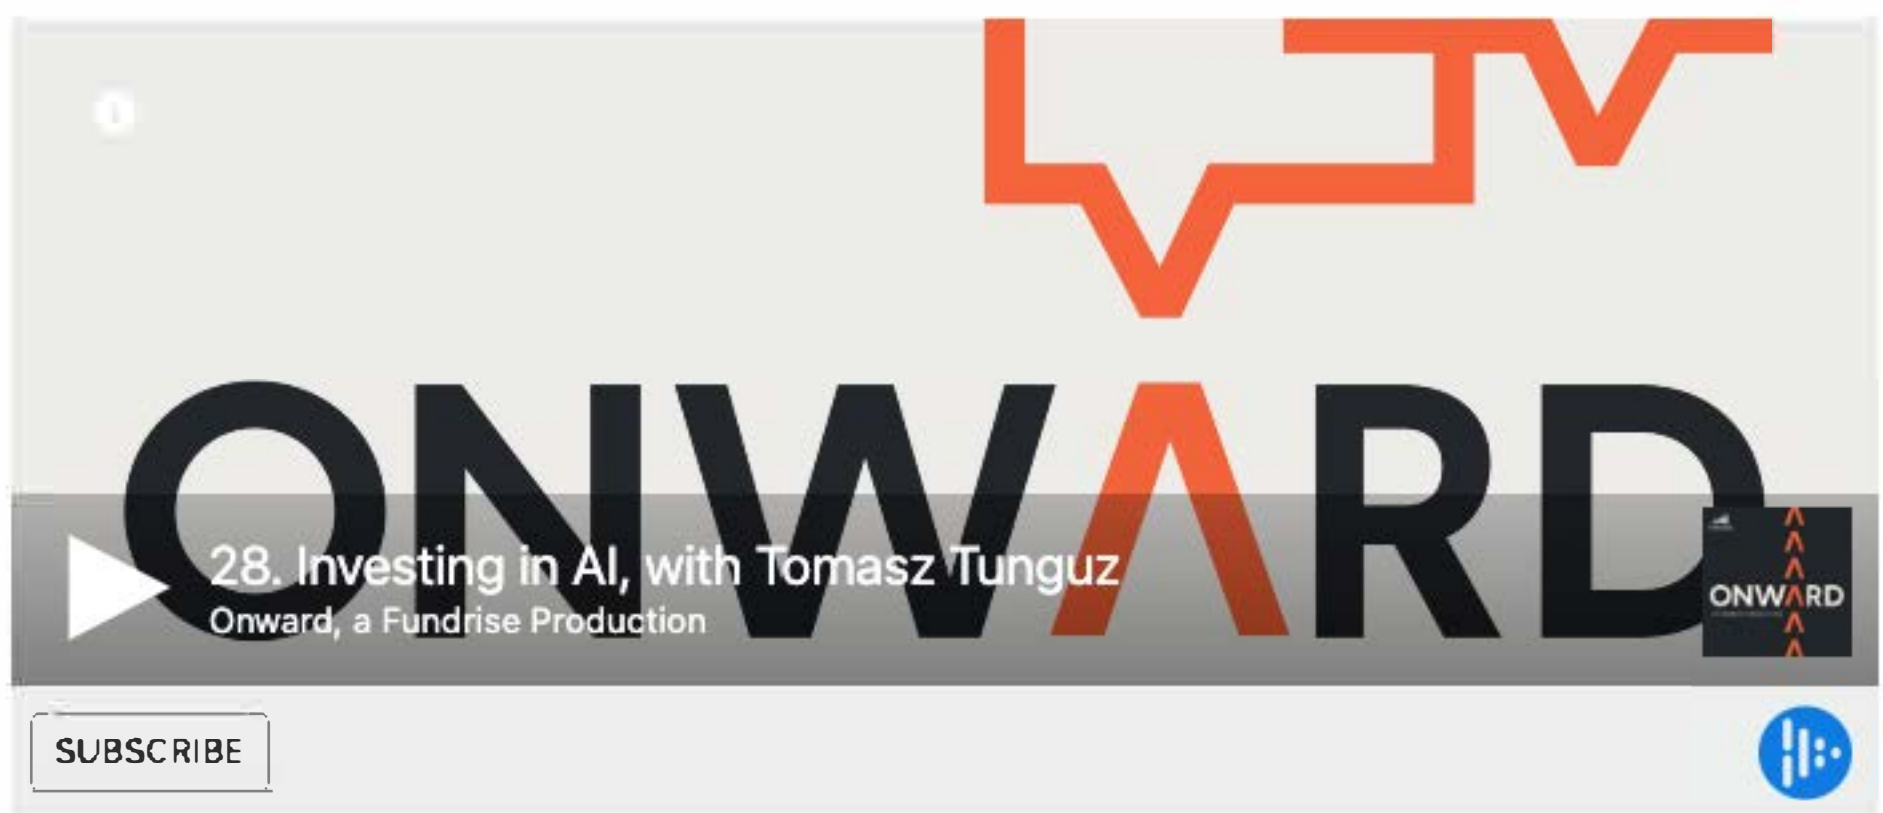 ONWARD
28. Investing in AI, with Tomasz Tunguz
Onward, a Fundrise Production
ONWARD
SUBSCRIBE